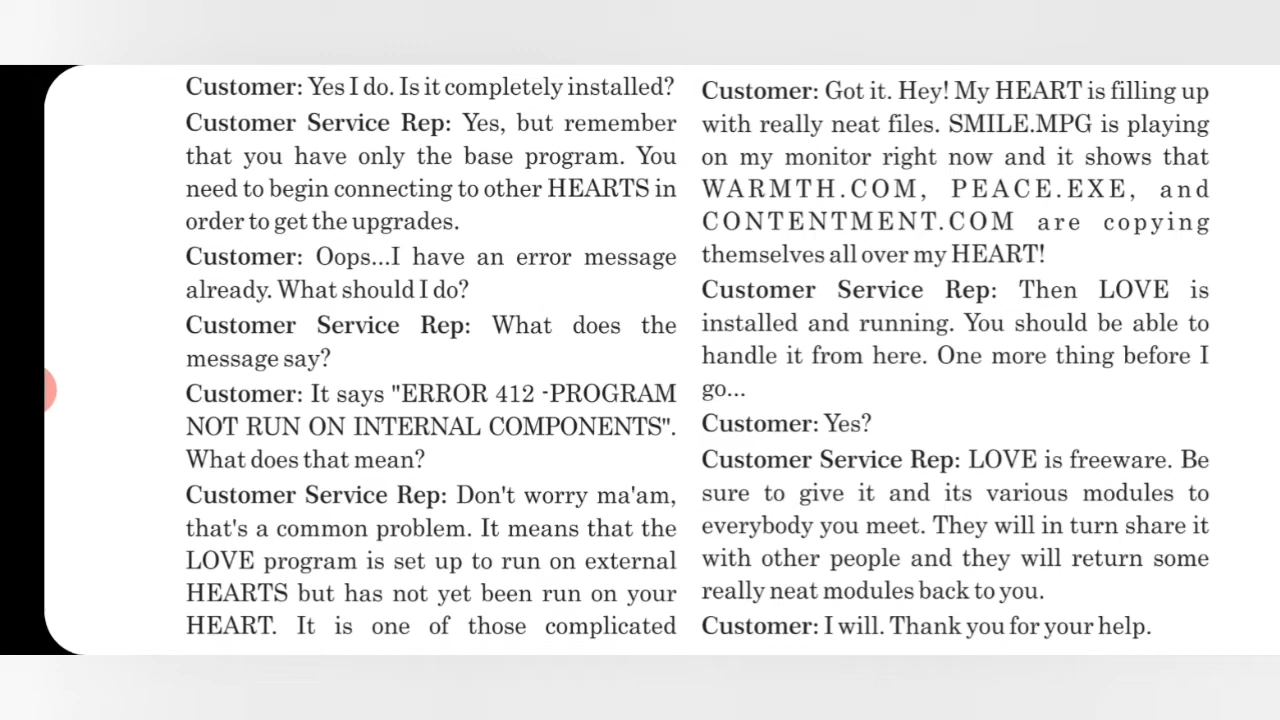 Customer: Yes I do. Is it completely installed?
Customer Service Rep: Yes, but remember
that you have only the base program. You
need to begin connecting to other HEARTS in
order to get the upgrades.
Customer: Oops...I have an error message
already. What should I do?
Customer Service Rep: What does the
message say?
Customer: It says "ERROR 412 -PROGRAM
NOT RUN ON INTERNAL COMPONENTS".
What does that mean?
Customer Service Rep: Don't worry ma'am,
that's a common problem. It means that the
LOVE program is set up to run on external
HEARTS but has not yet been run on your
HEART. It is one of those complicated
Customer: Got it. Hey! My HEART is filling up
with really neat files. SMILE.MPG is playing
on my monitor right now and it shows that
WARMTH.COM, PEACE.EXE, and
CONTENTMENT.COM are copying
themselves all over my HEART!
Customer Service Rep: Then LOVE is
installed and running. You should be able to
handle it from here. One more thing before I
go...
Customer: Yes?
Customer Service Rep: LOVE is freeware. Be
sure to give it and its various modules to
everybody you meet. They will in turn share it
with other people and they will return some
really neat modules back to you.
Customer: I will. Thank you for your help.